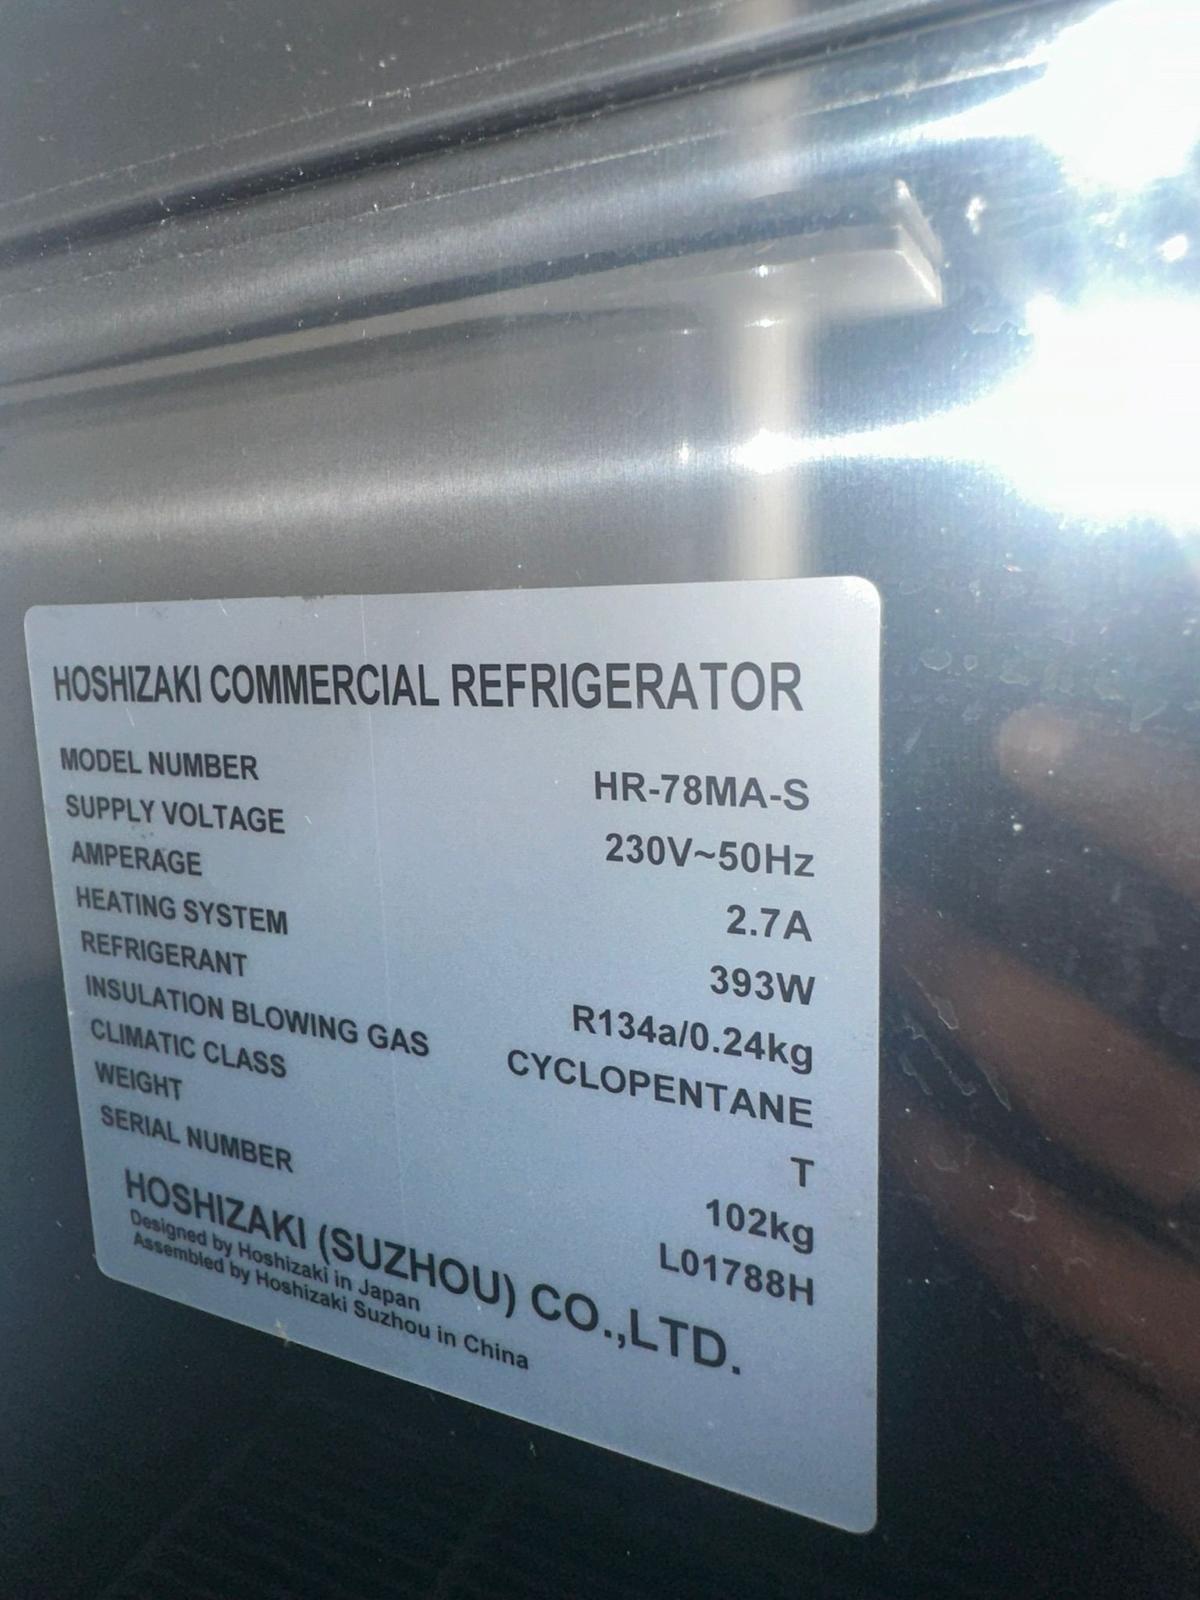 HOSHIZAKI COMMERCIAL REFRIGERATOR
MODEL NUMBER HR-78MA-S
SUPPLY VOLTAGE 230V~50Hz
AMPERAGE 2.7A
HEATING SYSTEM 393W
REFRIGERANT R134a/0.24kg
INSULATION BLOWING GAS CYCLOPENTANE
CLIMATIC CLASS T
WEIGHT 102kg
SERIAL NUMBER L01788H
HOSHIZAKI (SUZHOU) CO.,LTD.
Designed by Hoshizaki in Japan
Assembled by Hoshizaki Suzhou in China